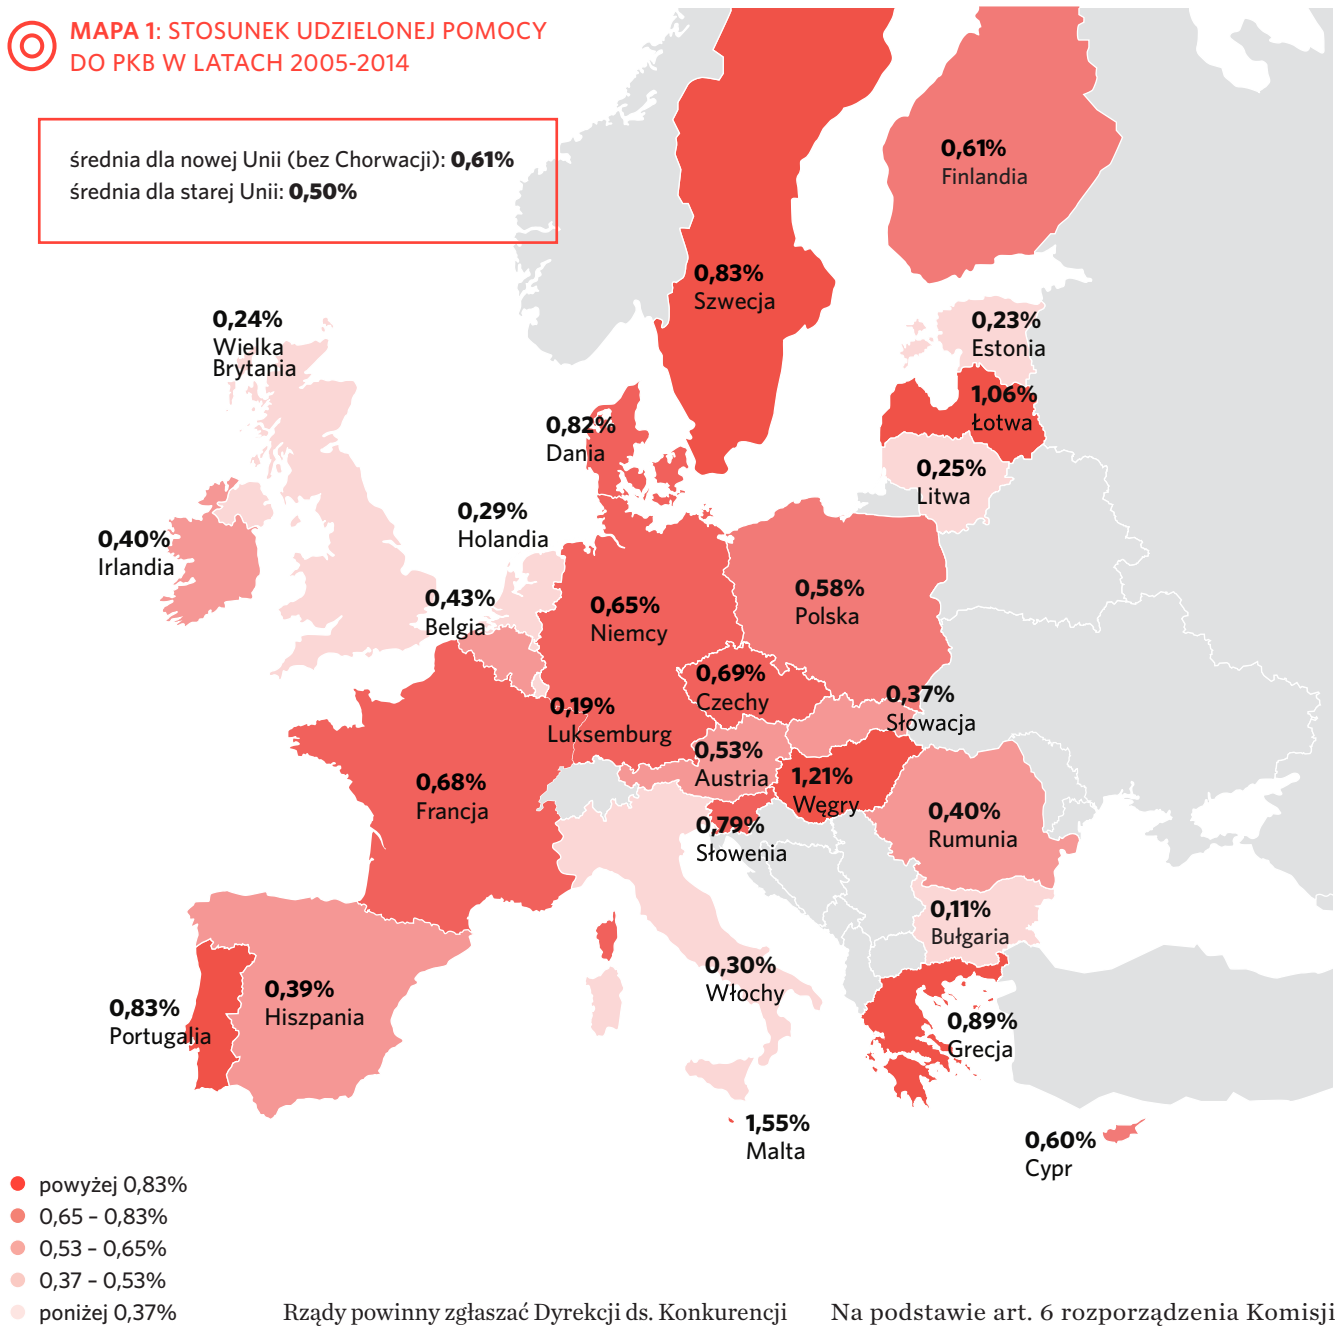 MAPA 1: STOSUNEK UDZIELONEJ POMOCY
DO PKB W LATACH 2005-2014
średnia dla nowej Unii (bez Chorwacji): 0,61%
średnia dla starej Unii: 0,50%
0,61%
Finlandia
0,83%
Szwecja
0,24%
Wielka
Brytania
0,23%
Estonia
1,06%
Łotwa
0,82%
Dania
0,25%
Litwa
0,29%
Holandia
0,40%
Irlandia
0,43%
Belgia
0,65%
Niemcy
0,58%
Polska
0,69%
Czechy
0,37%
Słowacja
0,19%
Luksemburg
0,53%
Austria
1,21%
Węgry
0,68%
Francja
0,40%
Rumunia
0,79%
Słowenia
0,11%
Bułgaria
0,30%
Włochy
0,39%
Hiszpania
0,83%
Portugalia
0,89%
Grecja
1,55%
Malta
0,60%
Cypr
powyżej 0,83%
0,65 – 0,83%
0,53 – 0,65%
0,37 – 0,53%
poniżej 0,37%
Rządy powinny zgłaszać Dyrekcji ds. Konkurencji
Na podstawie art. 6 rozporządzenia Komisji